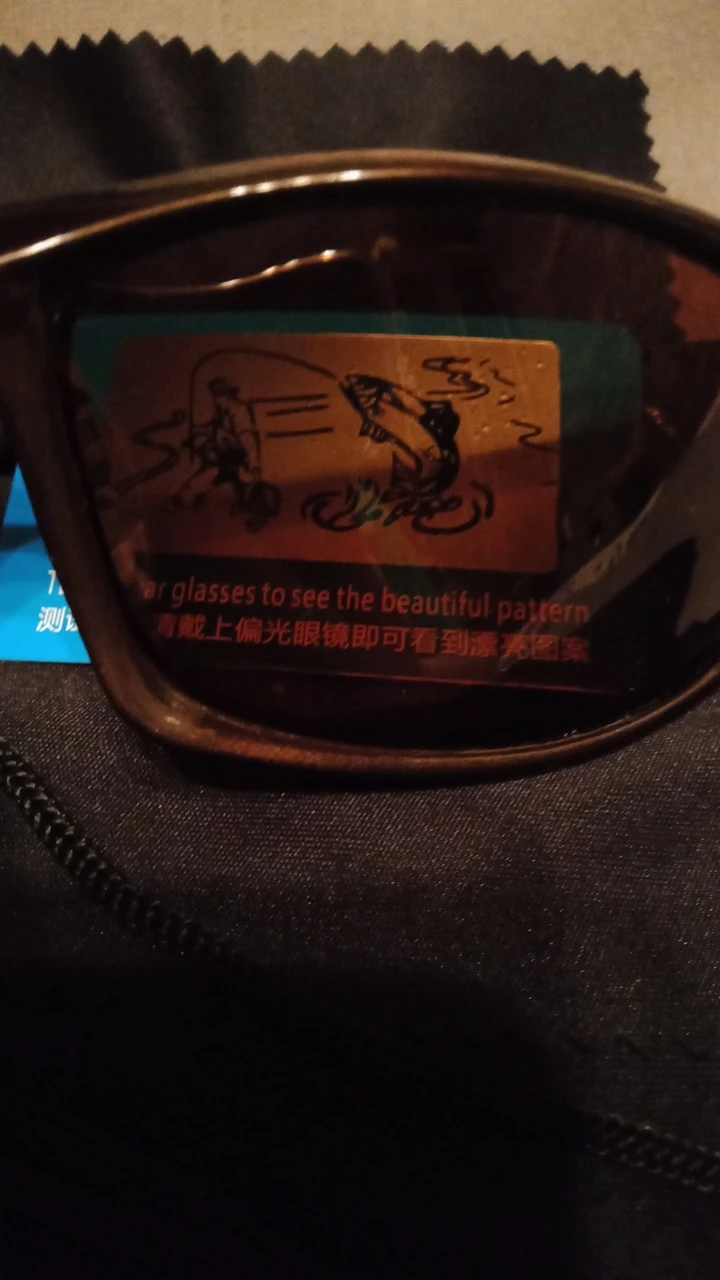 glasses to see the beautiful pattern
请戴上偏光眼镜即可看到漂亮图案